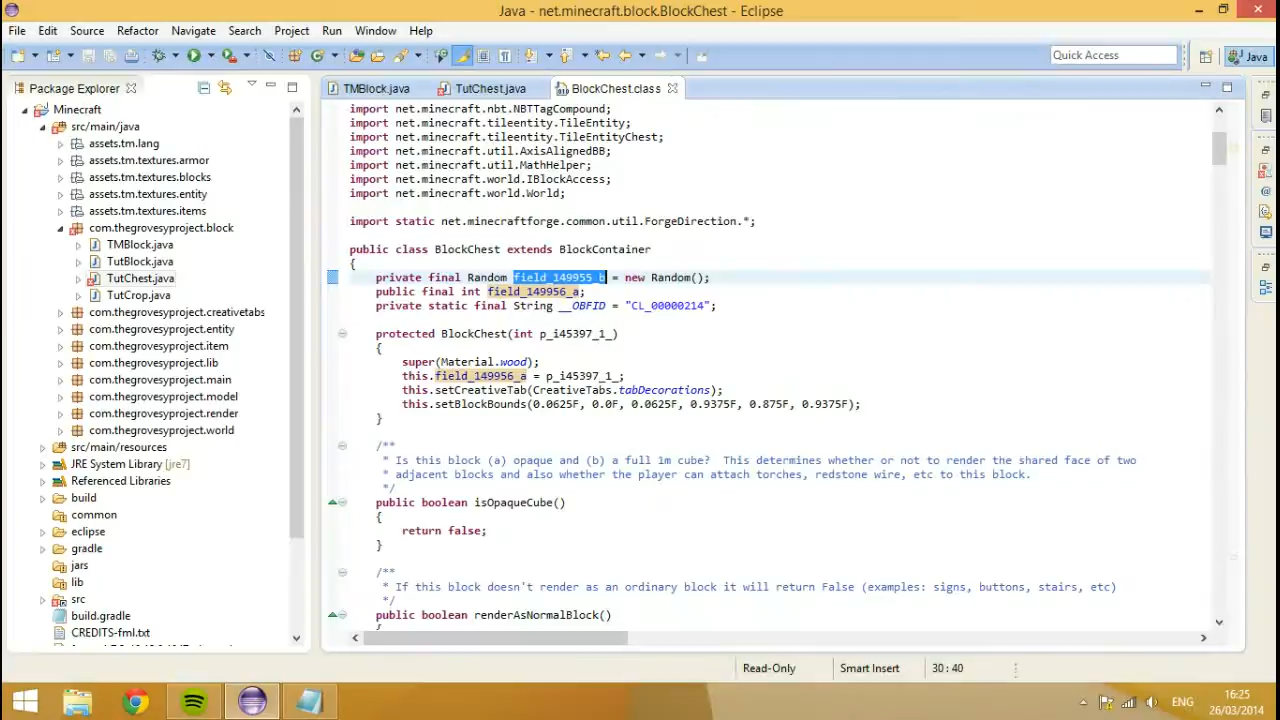 Java - net.minecraft.block.BlockChest - Eclipse
File Edit Source Refactor Navigate Search Project Run Window Help
Quick Access
Java
Package Explorer
Minecraft
src/main/java
assets.tm.lang
assets.tm.textures.armor
assets.tm.textures.blocks
assets.tm.textures.entity
assets.tm.textures.items
com.thegrovesyproject.block
TMBlock.java
TutBlock.java
TutChest.java
TutCrop.java
com.thegrovesyproject.creativetabs
com.thegrovesyproject.entity
com.thegrovesyproject.item
com.thegrovesyproject.lib
com.thegrovesyproject.main
com.thegrovesyproject.model
com.thegrovesyproject.render
com.thegrovesyproject.world
src/main/resources
JRE System Library [jre7]
Referenced Libraries
build
common
eclipse
gradle
jars
lib
src
build.gradle
CREDITS-fml.txt
TMBlock.java TutChest.java BlockChest.class
import net.minecraft.nbt.NBTTagCompound;
import net.minecraft.tileentity.TileEntity;
import net.minecraft.tileentity.TileEntityChest;
import net.minecraft.util.AxisAlignedBB;
import net.minecraft.util.MathHelper;
import net.minecraft.world.IBlockAccess;
import net.minecraft.world.World;
import static net.minecraftforge.common.util.ForgeDirection.*;
public class BlockChest extends BlockContainer
{
private final Random field_149955_b = new Random();
public final int field_149956_a;
private static final String __OBFID = "CL_00000214";
protected BlockChest(int p_i45397_1_)
{
super(Material.wood);
this.field_149956_a = p_i45397_1_;
this.setCreativeTab(CreativeTabs.tabDecorations);
this.setBlockBounds(0.0625F, 0.0F, 0.0625F, 0.9375F, 0.875F, 0.9375F);
}
/**
* Is this block (a) opaque and (b) a full 1m cube?  This determines whether or not to render the shared face of two
* adjacent blocks and also whether the player can attach torches, redstone wire, etc to this block.
*/
public boolean isOpaqueCube()
{
return false;
}
/**
* If this block doesn't render as an ordinary block it will return False (examples: signs, buttons, stairs, etc)
*/
public boolean renderAsNormalBlock()
{
Read-Only Smart Insert 30 : 40
ENG
16:25
26/03/2014